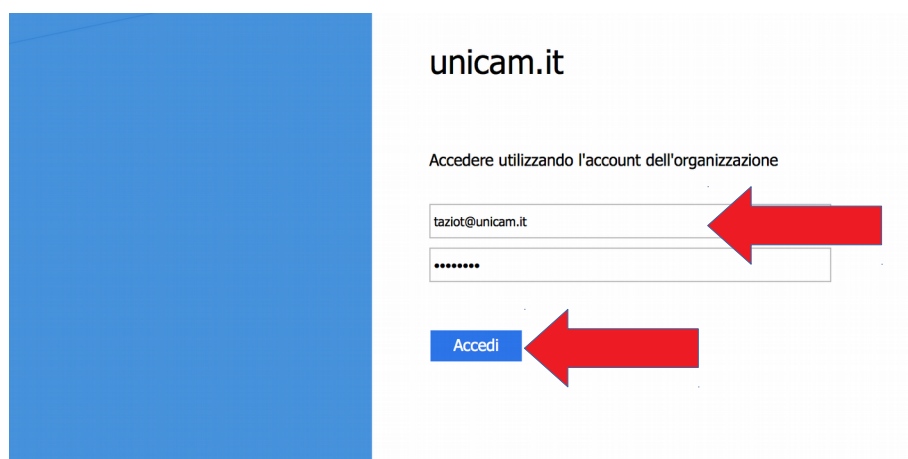 unicam.it
Accedere utilizzando l'account dell'organizzazione
taziot@unicam.it
••••••••
Accedi